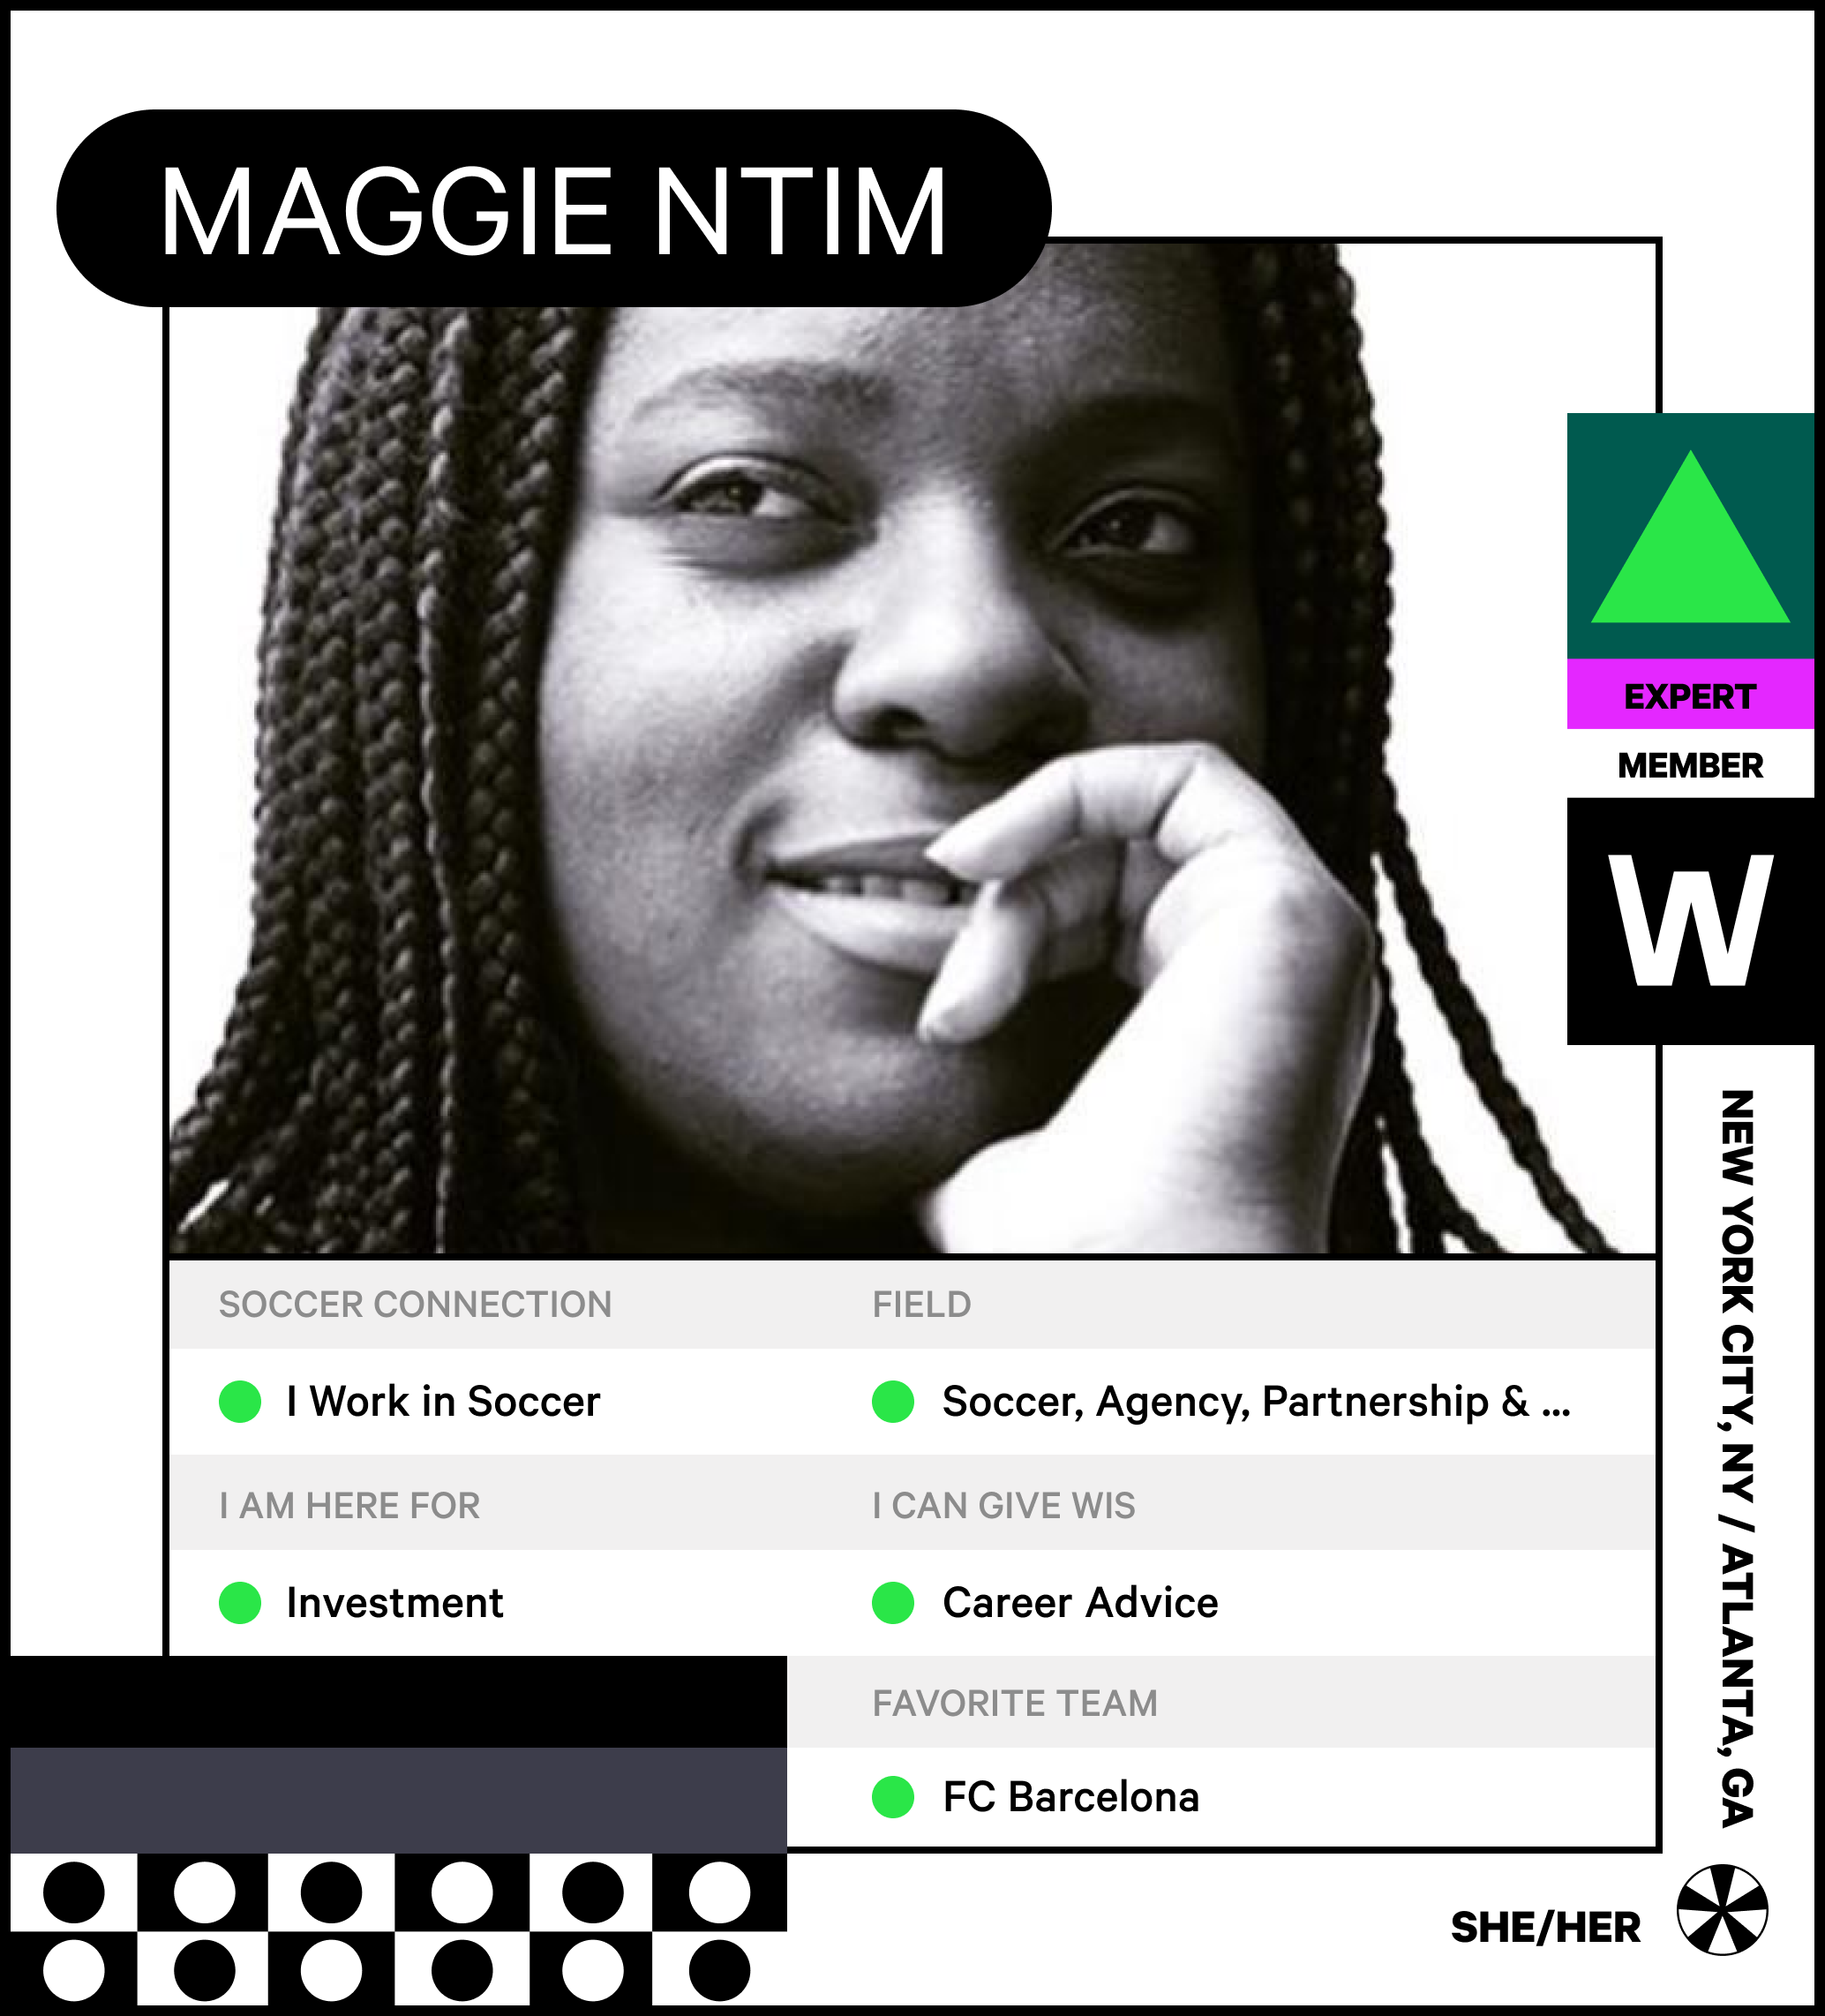 MAGGIE NTIM
EXPERT
MEMBER
W
NEW YORK CITY, NY / ATLANTA, GA
SOCCER CONNECTION
FIELD
I Work in Soccer
Soccer, Agency, Partnership & ...
I AM HERE FOR
I CAN GIVE WIS
Investment
Career Advice
FAVORITE TEAM
FC Barcelona
SHE/HER